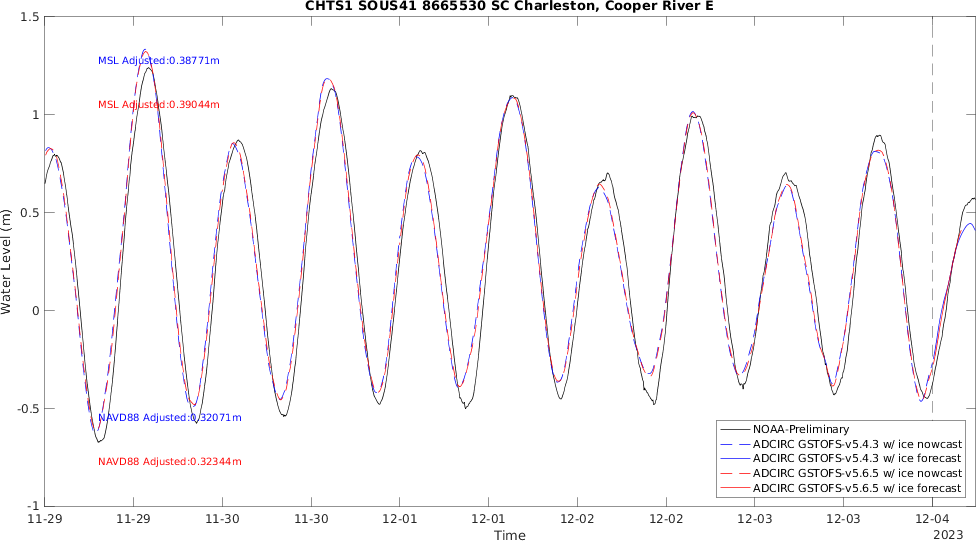 CHTS1 SOUS41 8665530 SC Charleston, Cooper River E
1.5
1
0.5
0
-0.5
-1
Water Level (m)
MSL Adjusted:0.38771m
MSL Adjusted:0.39044m
NAVD88 Adjusted:0.32071m
NAVD88 Adjusted:0.32344m
NOAA-Preliminary
ADCIRC GSTOFS-v5.4.3 w/ ice nowcast
ADCIRC GSTOFS-v5.4.3 w/ ice forecast
ADCIRC GSTOFS-v5.6.5 w/ ice nowcast
ADCIRC GSTOFS-v5.6.5 w/ ice forecast
11-29 11-29 11-30 11-30 12-01 12-01 12-02 12-02 12-03 12-03 12-04
2023
Time